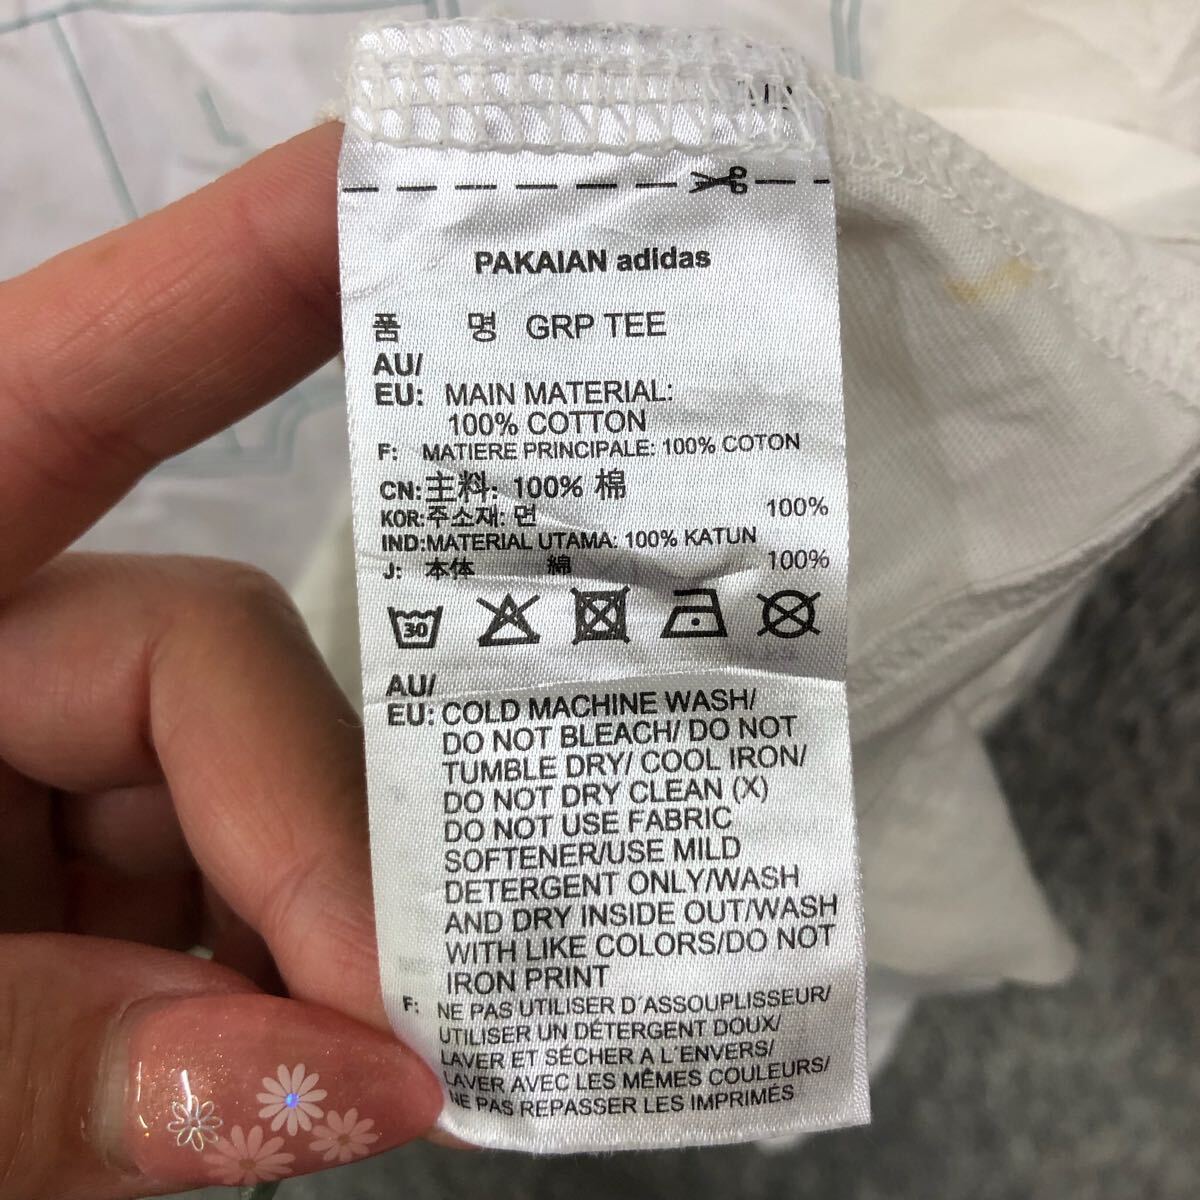 PAKAIAN adidas
품 명 GRP TEE
AU/
EU: MAIN MATERIAL:
100% COTTON
F: MATIERE PRINCIPALE: 100% COTON
CN:主料: 100% 棉
KOR:주소재: 면 100%
IND:MATERIAL UTAMA: 100% KATUN
J: 本体 綿 100%
30
AU/
EU: COLD MACHINE WASH/
DO NOT BLEACH/ DO NOT
TUMBLE DRY/ COOL IRON/
DO NOT DRY CLEAN (X)
DO NOT USE FABRIC
SOFTENER/USE MILD
DETERGENT ONLY/WASH
AND DRY INSIDE OUT/WASH
WITH LIKE COLORS/DO NOT
IRON PRINT
F: NE PAS UTILISER D´ASSOUPLISSEUR/
UTILISER UN DÉTERGENT DOUX/
LAVER ET SÉCHER A L´ENVERS/
LAVER AVEC LES MÊMES COULEURS/
NE PAS REPASSER LES IMPRIMÉS